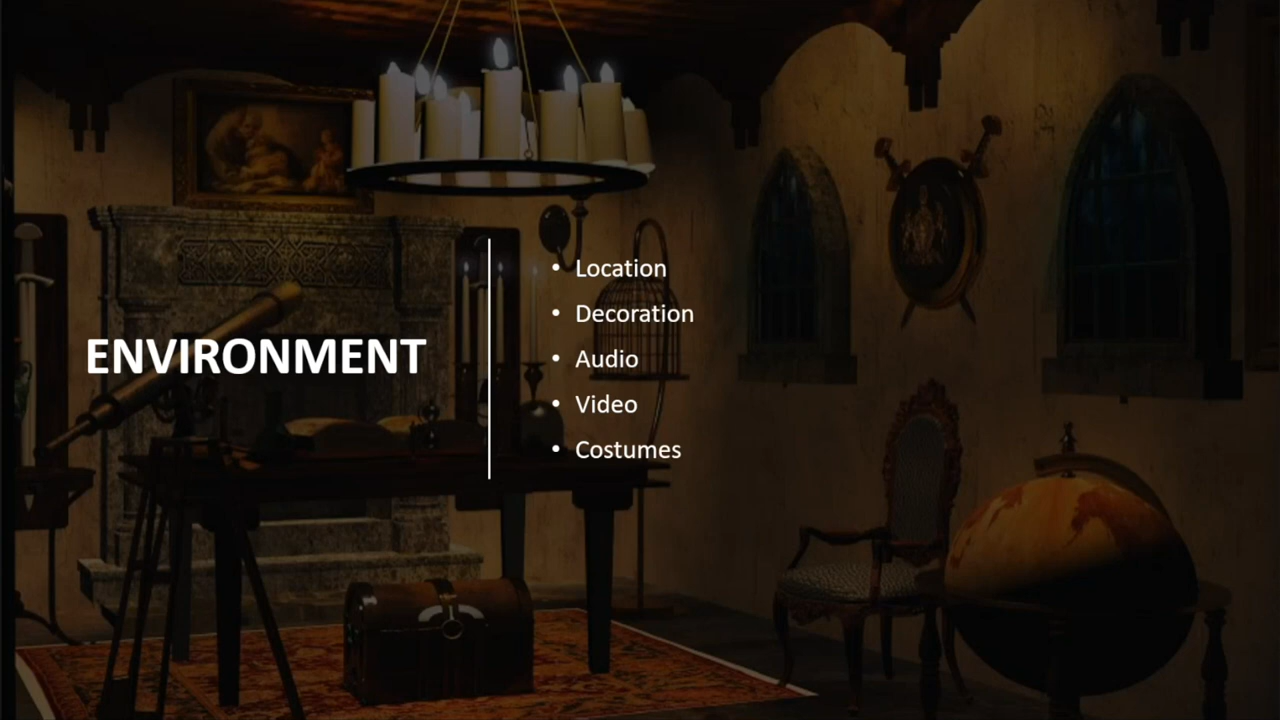 ENVIRONMENT
• Location
• Decoration
• Audio
• Video
• Costumes